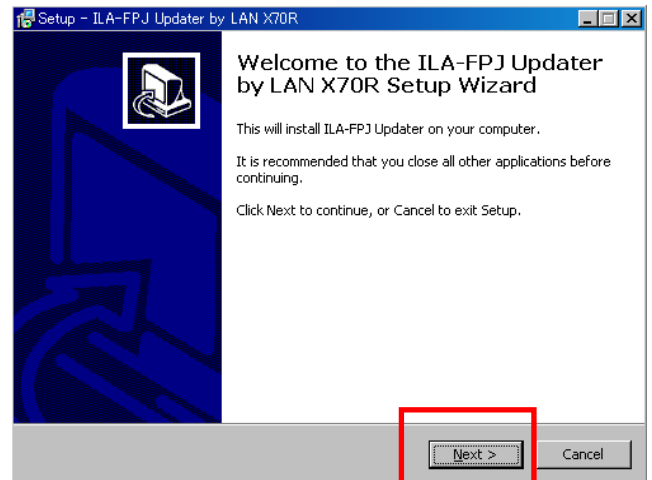 Setup - ILA-FPJ Updater by LAN X70R
Welcome to the ILA-FPJ Updater
by LAN X70R Setup Wizard
This will install ILA-FPJ Updater on your computer.
It is recommended that you close all other applications before
continuing.
Click Next to continue, or Cancel to exit Setup.
Next >
Cancel